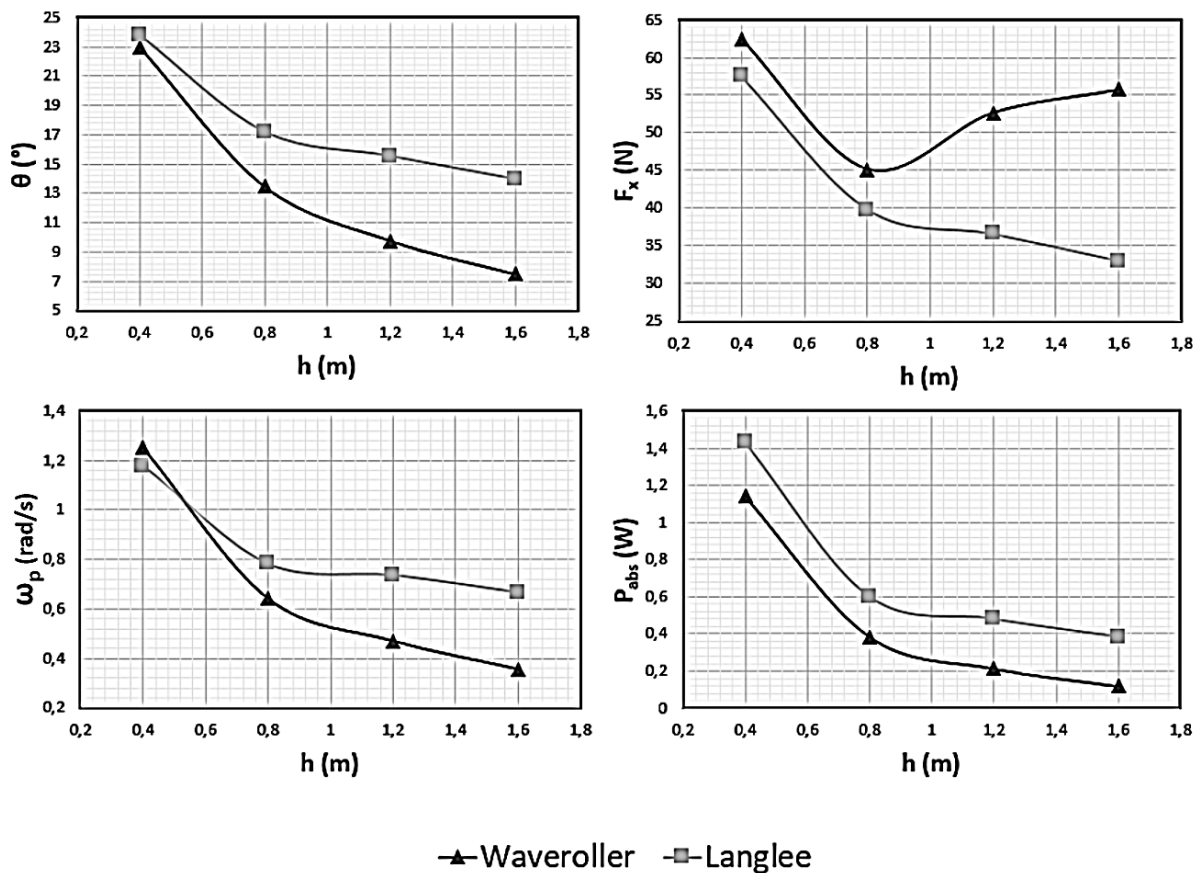 25
23
21
19
17
15
13
11
9
7
5
θ (°)
0,2 0,4 0,6 0,8 1 1,2 1,4 1,6 1,8
h (m)
65
60
55
50
45
40
35
30
25
Fx (N)
0,2 0,4 0,6 0,8 1 1,2 1,4 1,6 1,8
h (m)
1,4
1,2
1
0,8
0,6
0,4
0,2
ωp (rad/s)
0,2 0,4 0,6 0,8 1 1,2 1,4 1,6 1,8
h (m)
1,6
1,4
1,2
1
0,8
0,6
0,4
0,2
0
Pabs (W)
0,2 0,4 0,6 0,8 1 1,2 1,4 1,6 1,8
h (m)
Waveroller Langlee